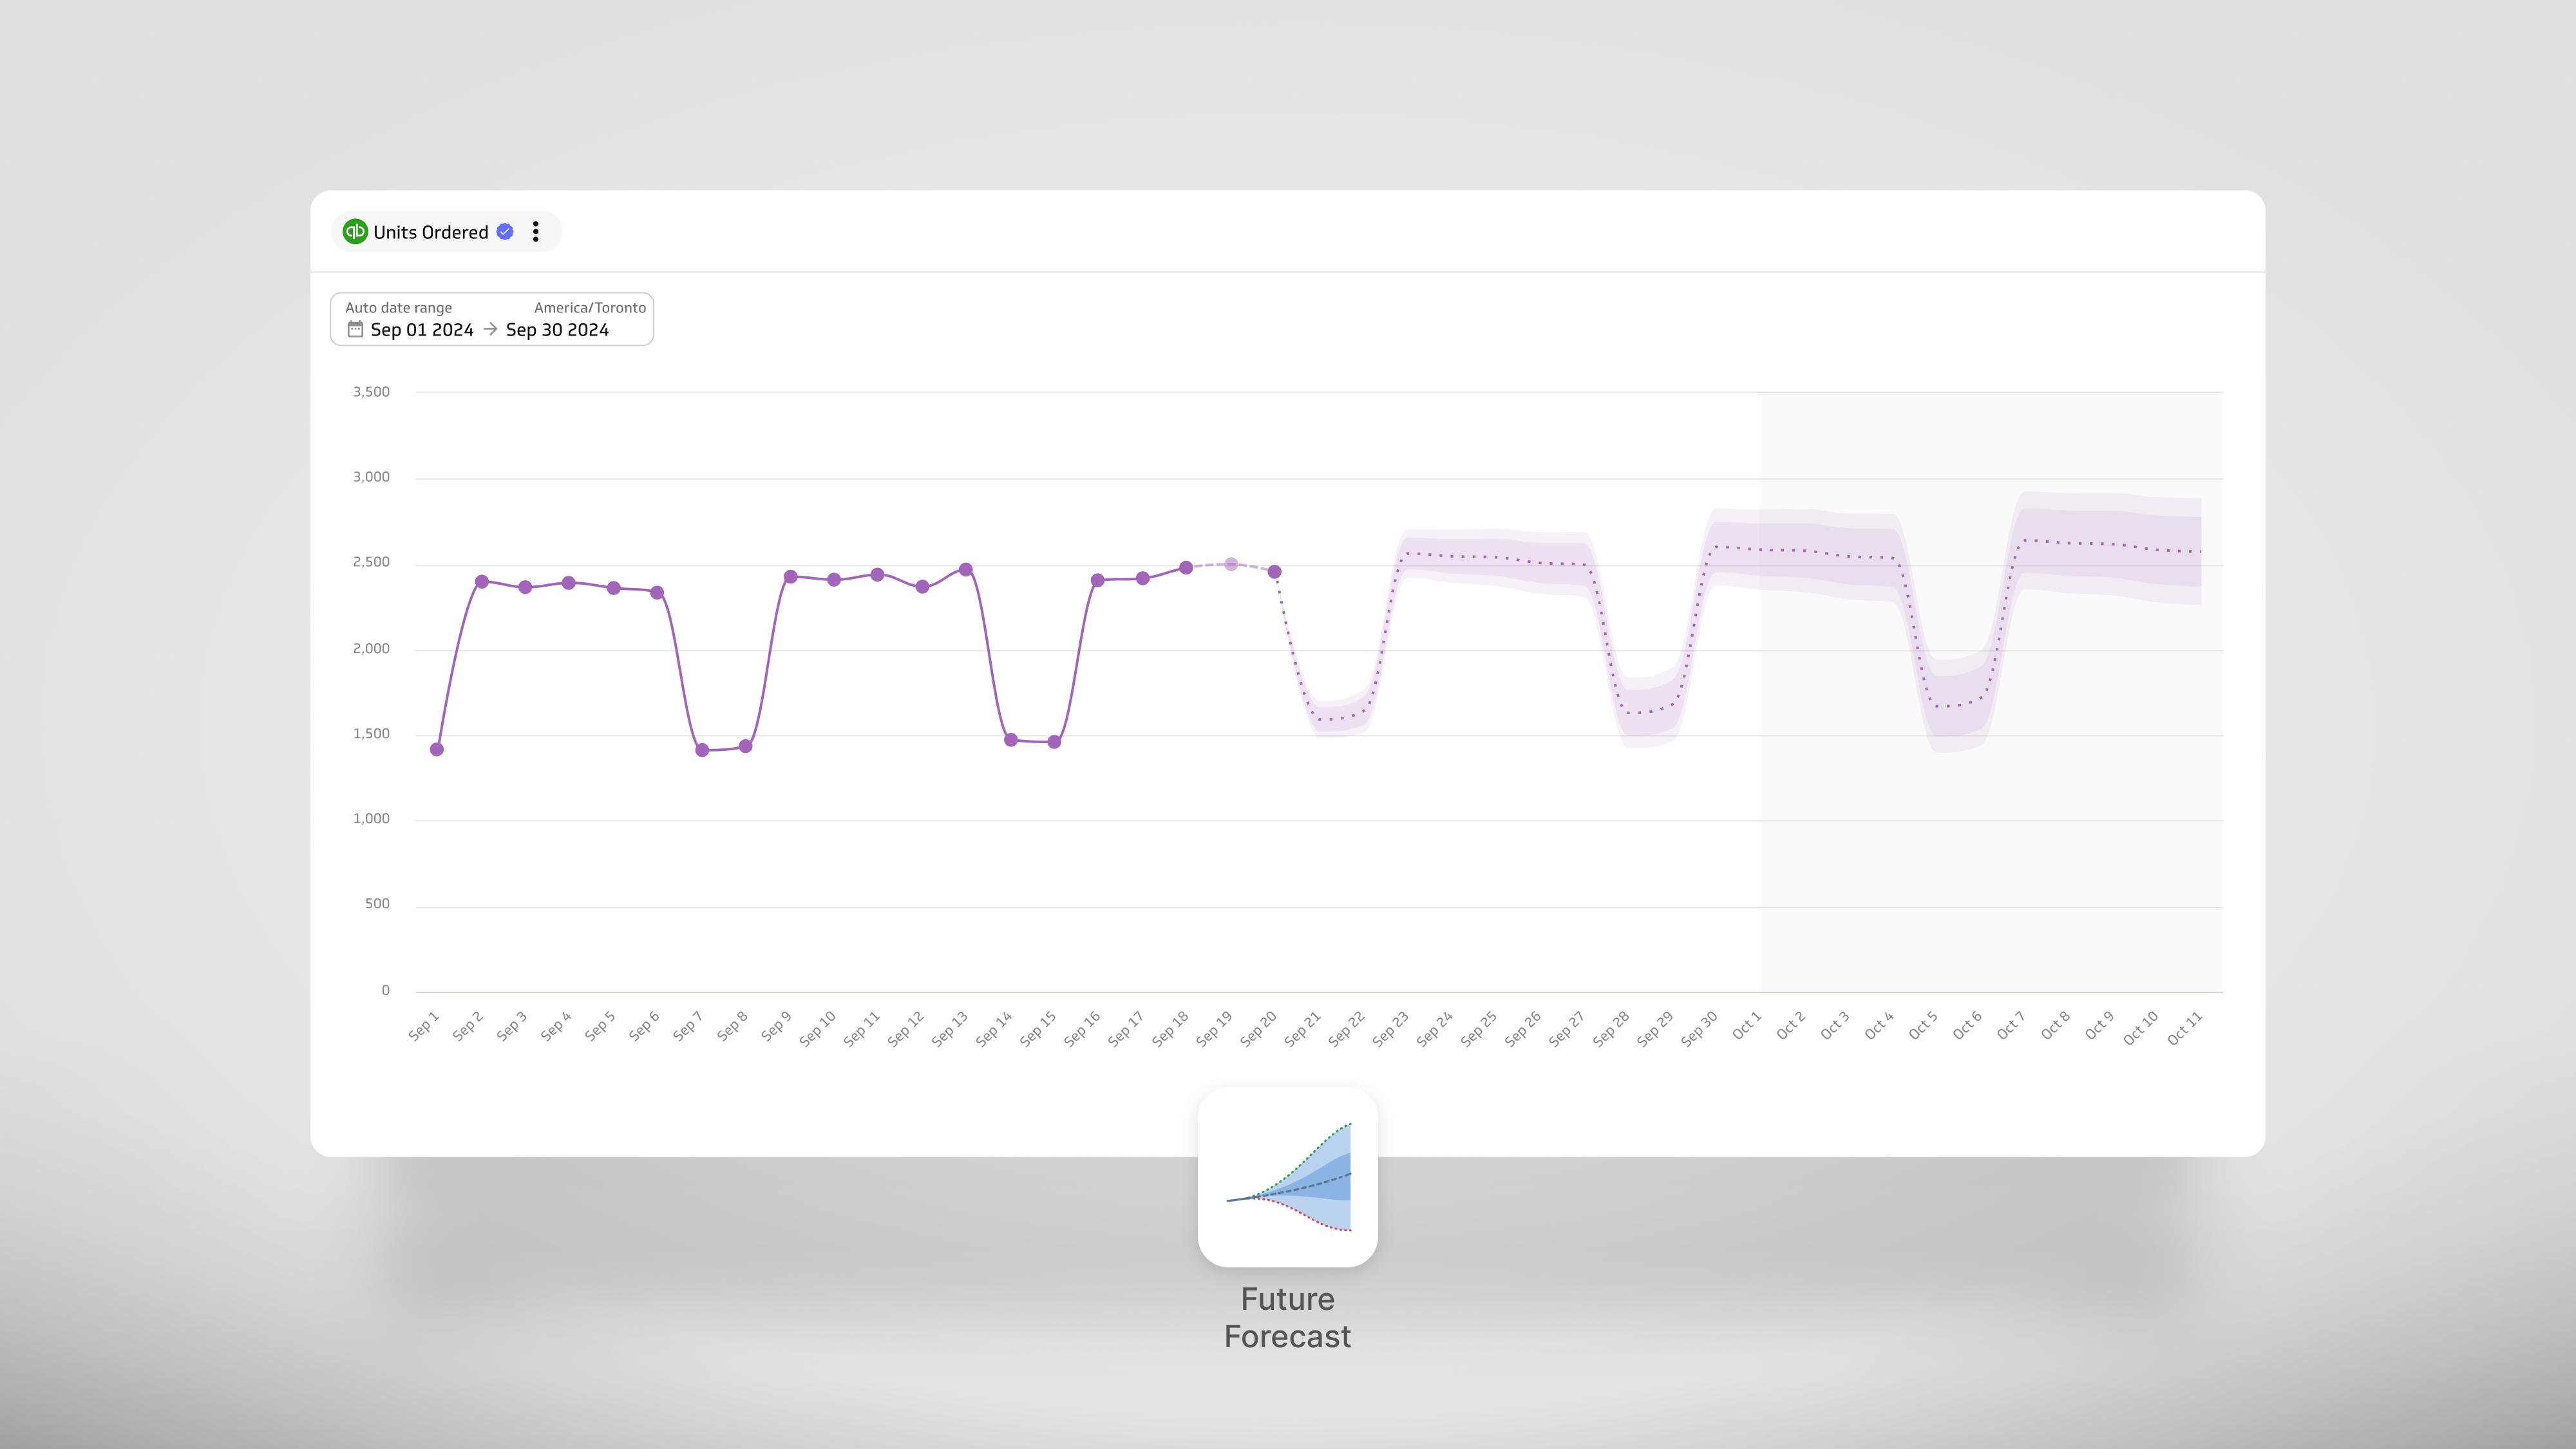 qb Units Ordered
Auto date range America/Toronto
Sep 01 2024 → Sep 30 2024
3,500
3,000
2,500
2,000
1,500
1,000
500
0
Sep 1 Sep 2 Sep 3 Sep 4 Sep 5 Sep 6 Sep 7 Sep 8 Sep 9 Sep 10 Sep 11 Sep 12 Sep 13 Sep 14 Sep 15 Sep 16 Sep 17 Sep 18 Sep 19 Sep 20 Sep 21 Sep 22 Sep 23 Sep 24 Sep 25 Sep 26 Sep 27 Sep 28 Sep 29 Sep 30 Oct 1 Oct 2 Oct 3 Oct 4 Oct 5 Oct 6 Oct 7 Oct 8 Oct 9 Oct 10 Oct 11
Future
Forecast